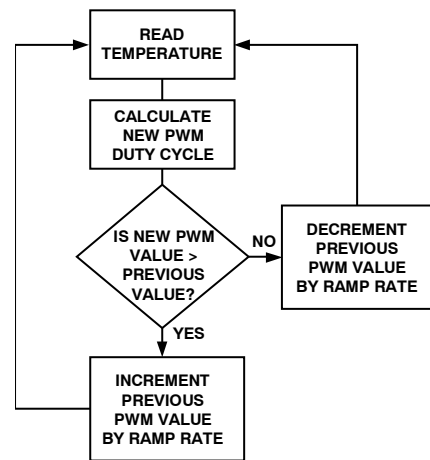 READ
TEMPERATURE
CALCULATE
NEW PWM
DUTY CYCLE
IS NEW PWM
VALUE >
PREVIOUS
VALUE?
NO
DECREMENT
PREVIOUS
PWM VALUE
BY RAMP RATE
YES
INCREMENT
PREVIOUS
PWM VALUE
BY RAMP RATE